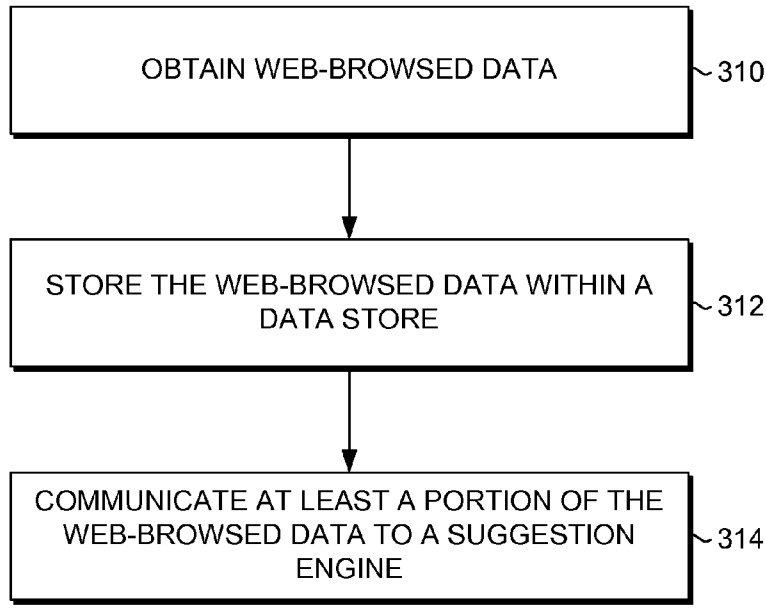 OBTAIN WEB-BROWSED DATA
310
STORE THE WEB-BROWSED DATA WITHIN A
DATA STORE
312
COMMUNICATE AT LEAST A PORTION OF THE
WEB-BROWSED DATA TO A SUGGESTION
ENGINE
314